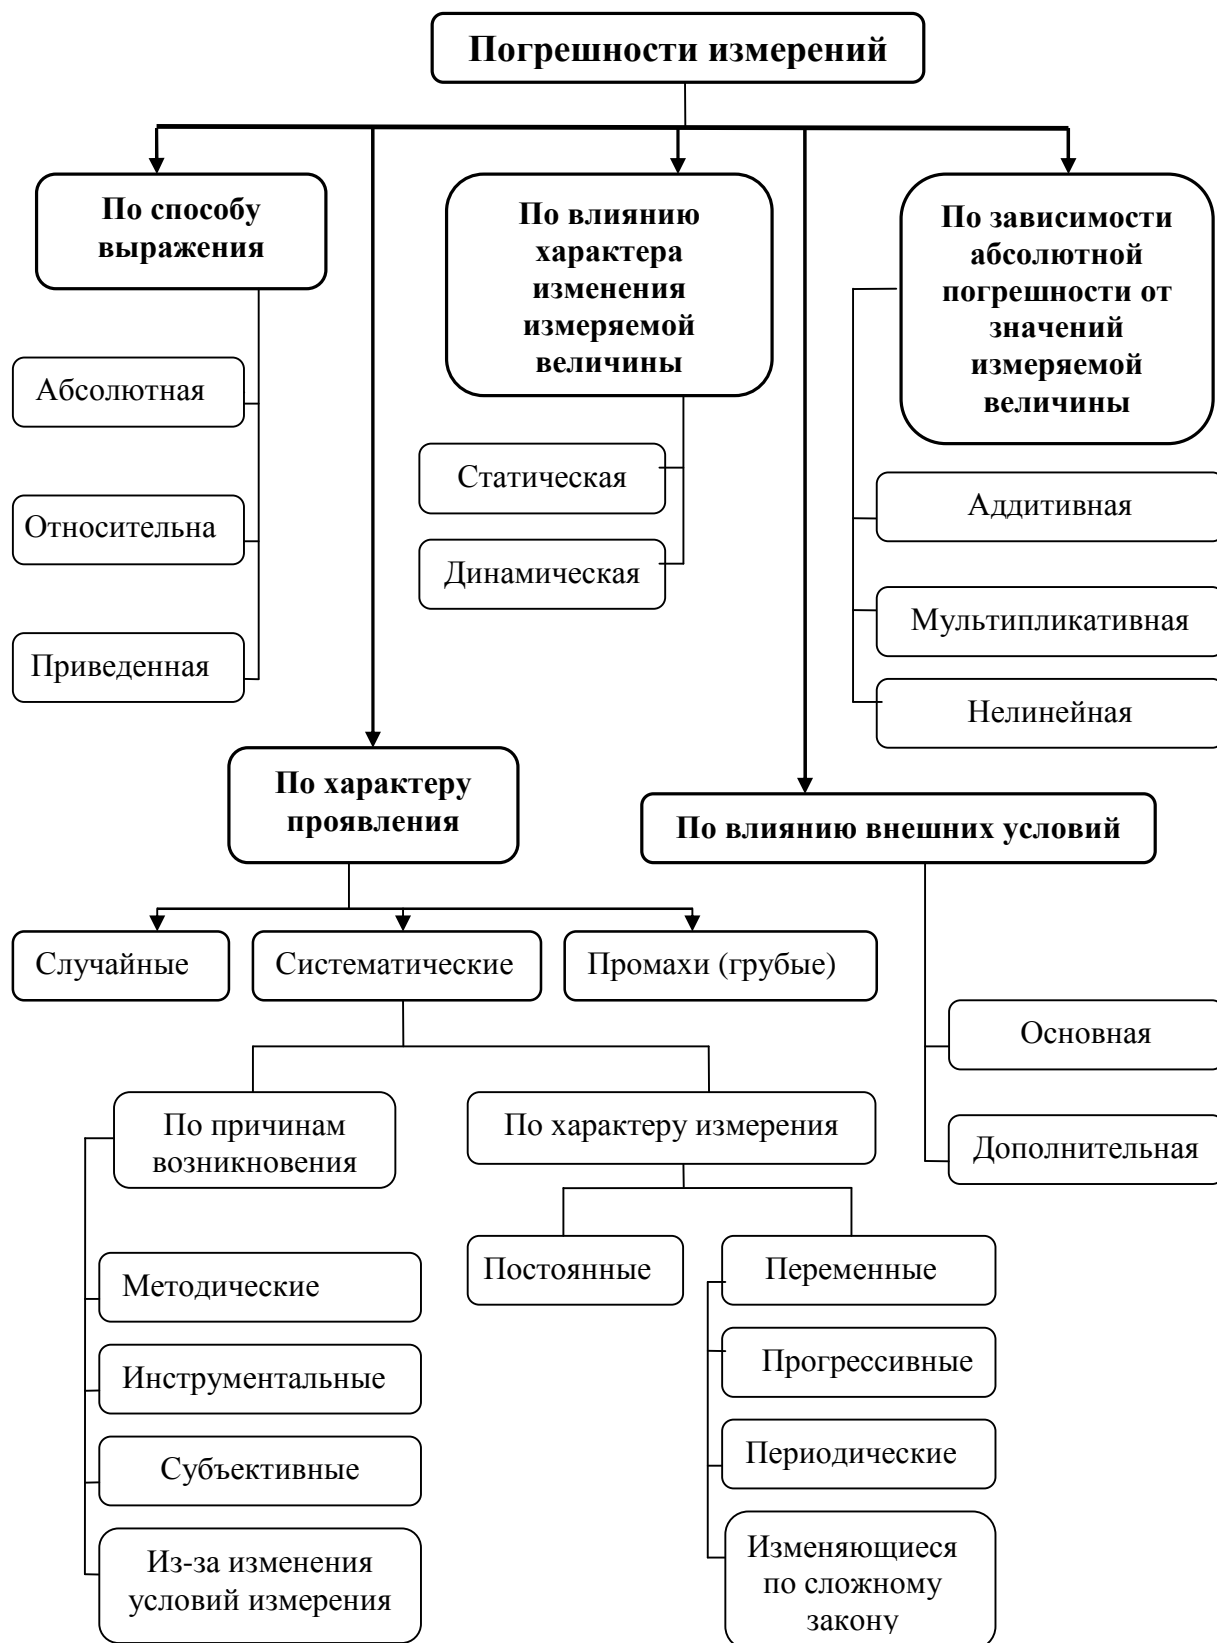 Погрешности измерений
По способу
выражения
Абсолютная
Относительна
Приведенная
По влиянию
характера
изменения
измеряемой
величины
Статическая
Динамическая
По зависимости
абсолютной
погрешности от
значений
измеряемой
величины
Аддитивная
Мультипликативная
Нелинейная
По характеру
проявления
По влиянию внешних условий
Случайные
Систематические
Промахи (грубые)
Основная
Дополнительная
По причинам
возникновения
По характеру измерения
Методические
Инструментальные
Субъективные
Из-за изменения
условий измерения
Постоянные
Переменные
Прогрессивные
Периодические
Изменяющиеся
по сложному
закону